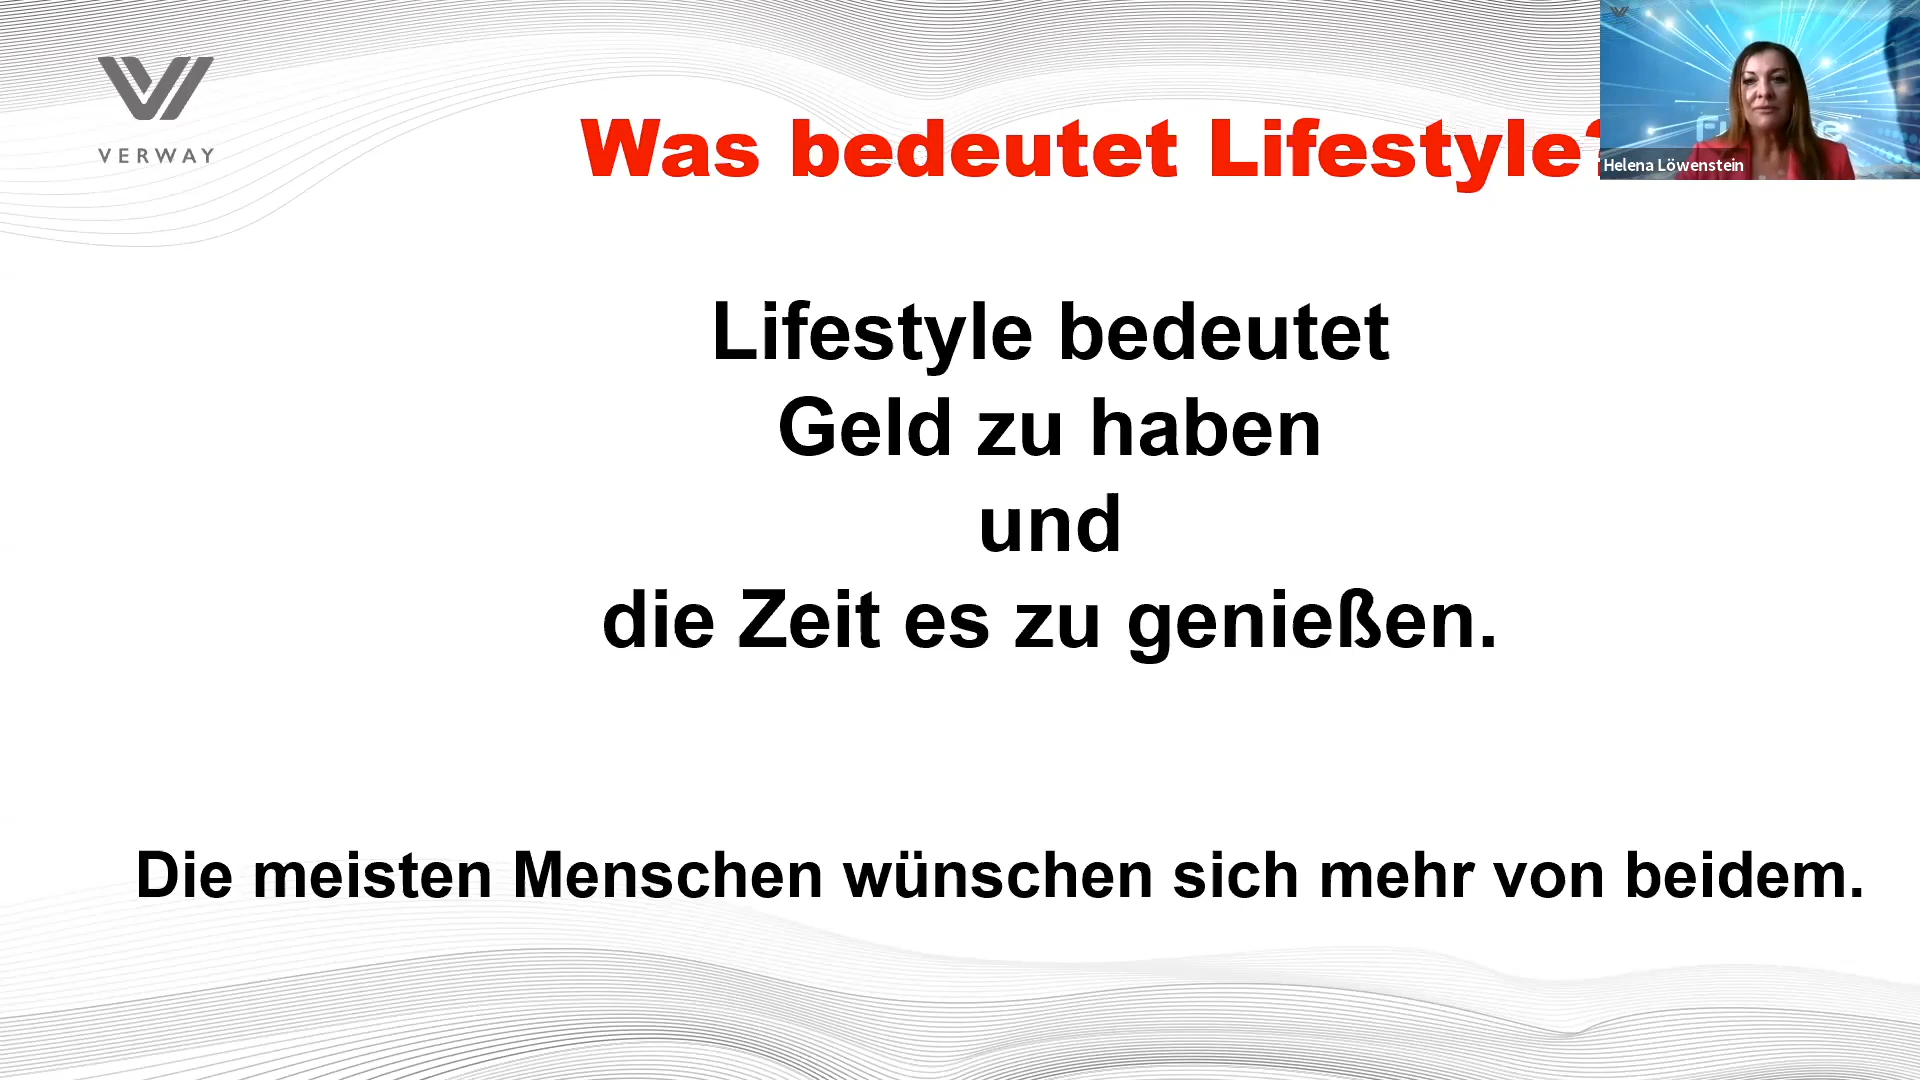 VERWAY
Was bedeutet Lifestyle?
Helena Löwenstein
Lifestyle bedeutet
Geld zu haben
und
die Zeit es zu genießen.
Die meisten Menschen wünschen sich mehr von beidem.